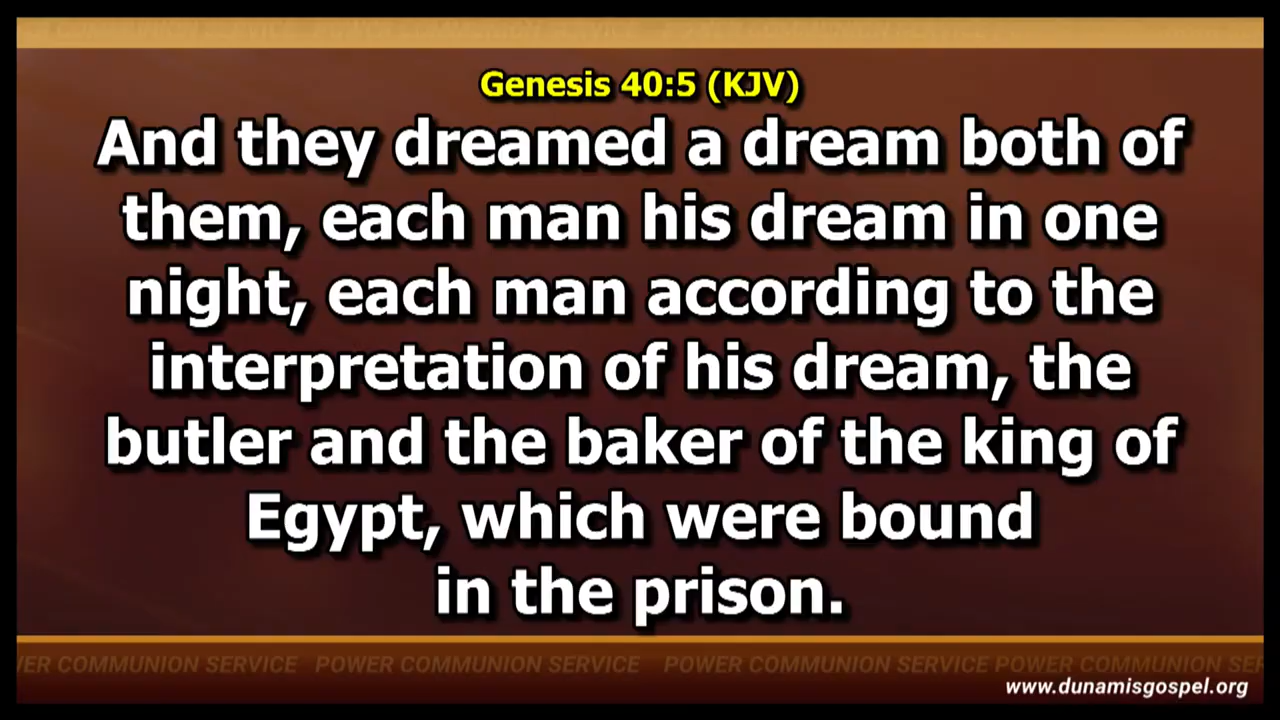 Genesis 40:5 (KJV)
And they dreamed a dream both of
them, each man his dream in one
night, each man according to the
interpretation of his dream, the
butler and the baker of the king of
Egypt, which were bound
in the prison.
WER COMMUNION SERVICE POWER COMMUNION SERVICE POWER COMMUNION SERVICE POWER COMMUNION SER
www.dunamisgospel.org